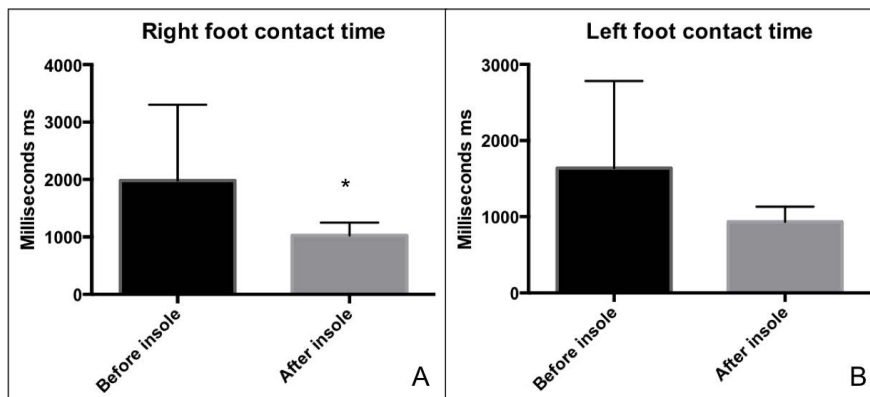 Right foot contact time
Milliseconds ms
4000
3000
2000
1000
0
*
Before insole
After insole
A
Left foot contact time
Milliseconds ms
3000
2000
1000
0
Before insole
After insole
B